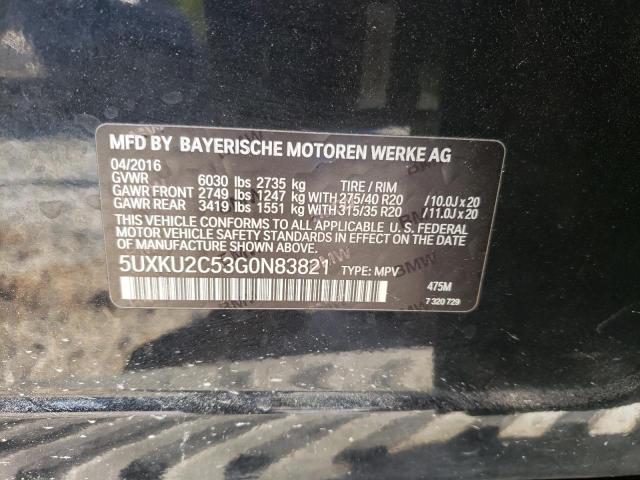 MFD BY BAYERISCHE MOTOREN WERKE AG
04/2016
GVWR 6030 lbs 2735 kg TIRE / RIM
GAWR FRONT 2749 lbs 1247 kg WITH 275/40 R20 /10.0J x 20
GAWR REAR 3419 lbs 1551 kg WITH 315/35 R20 /11.0J x 20
THIS VEHICLE CONFORMS TO ALL APPLICABLE U.S. FEDERAL
MOTOR VEHICLE SAFETY STANDARDS
IN EFFECT ON THE DATE OF MANUFACTURE SHOWN ABOVE.
5UXKU2C53G0N83821 TYPE: MPV
475M
7 320 729